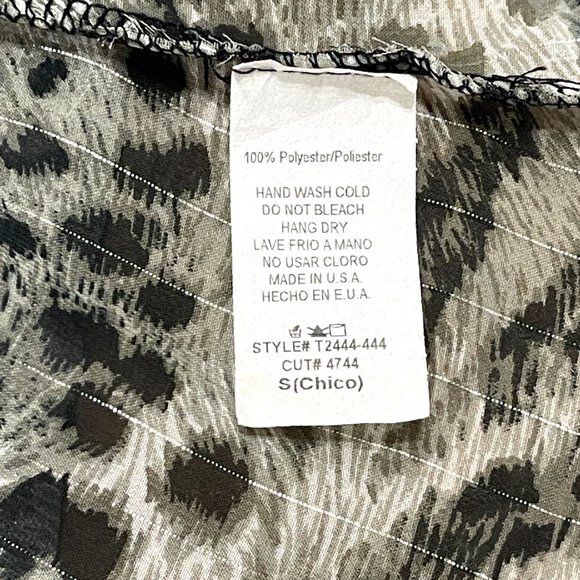 100% Polyester/Poliester
HAND WASH COLD
DO NOT BLEACH
HANG DRY
LAVE FRIO A MANO
NO USAR CLORO
MADE IN U.S.A.
HECHO EN E.U.A.
STYLE# T2444-444
CUT# 4744
S(Chico)